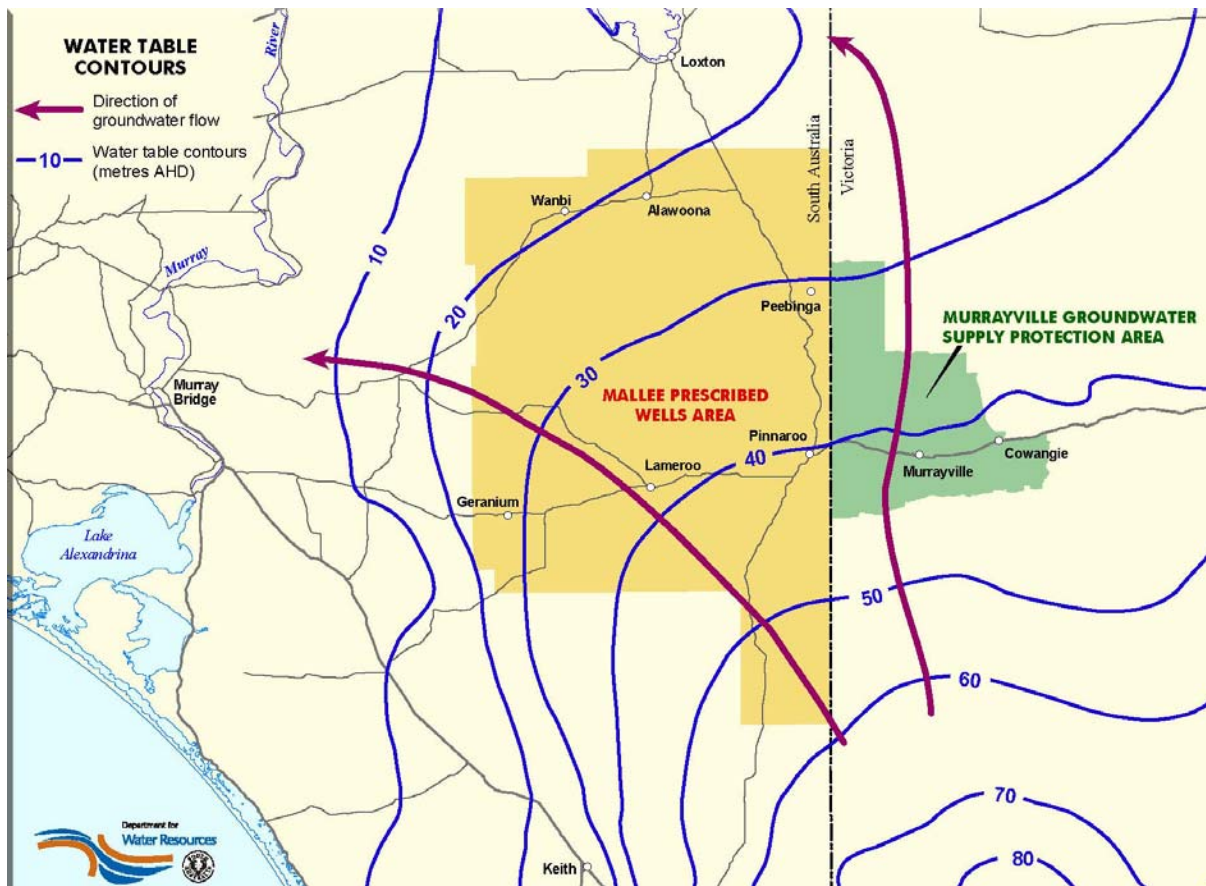 WATER TABLE
CONTOURS
Direction of
groundwater flow
10
Water table contours
(metres AHD)
River
Loxton
South Australia
Victoria
Wanbi
Alawoona
10
Murray
20
Peebinga
MURRAYVILLE GROUNDWATER
SUPPLY PROTECTION AREA
30
Murray
Bridge
MALLEE PRESCRIBED
WELLS AREA
Pinnaroo
40
Cowangie
Murrayville
Lameroo
Geranium
Lake
Alexandrina
50
60
70
80
Department for
Water Resources
Keith